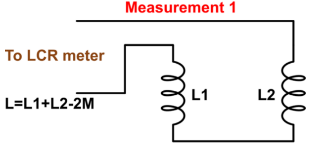 Measurement 1
To LCR meter
L1
L2
L=L1+L2-2M